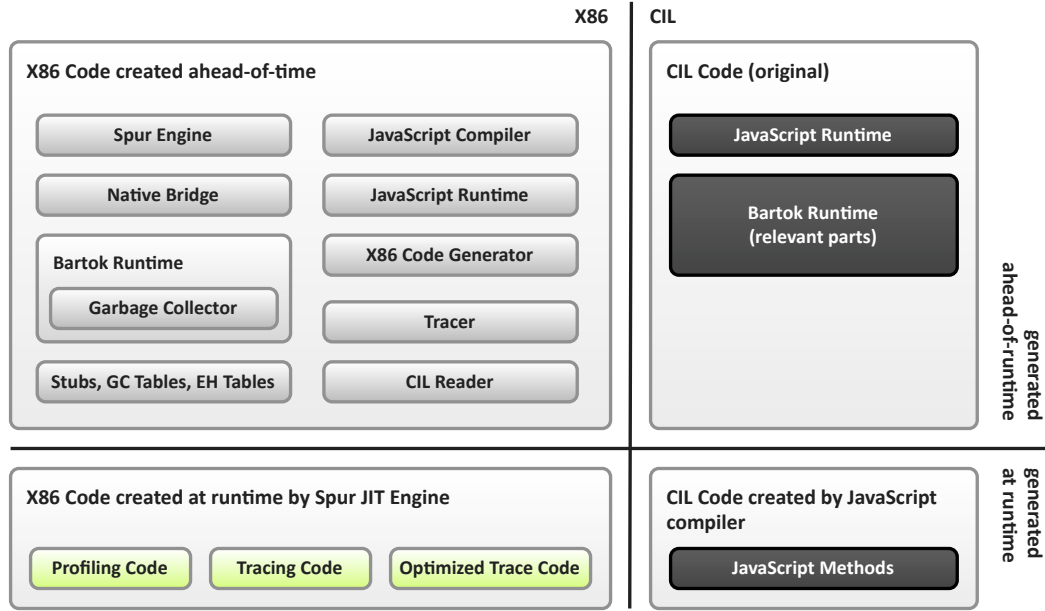 X86
CIL
X86 Code created ahead-of-time
Spur Engine
JavaScript Compiler
Native Bridge
JavaScript Runtime
Bartok Runtime
Garbage Collector
X86 Code Generator
Tracer
Stubs, GC Tables, EH Tables
CIL Reader
CIL Code (original)
JavaScript Runtime
Bartok Runtime
(relevant parts)
generated
ahead-of-runtime
X86 Code created at runtime by Spur JIT Engine
Profiling Code
Tracing Code
Optimized Trace Code
CIL Code created by JavaScript
compiler
JavaScript Methods
generated
at runtime